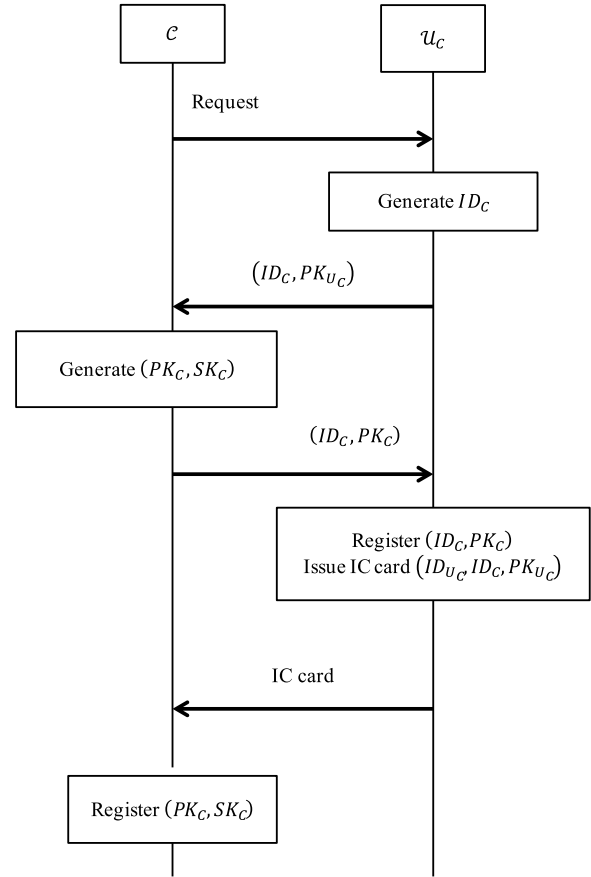 𝒞
𝒰_C
Request
Generate ID_C
(ID_C, PK_{U_C})
Generate (PK_C, SK_C)
(ID_C, PK_C)
Register (ID_C,PK_C)
Issue IC card (ID_{U_C}, ID_C, PK_{U_C})
IC card
Register (PK_C, SK_C)